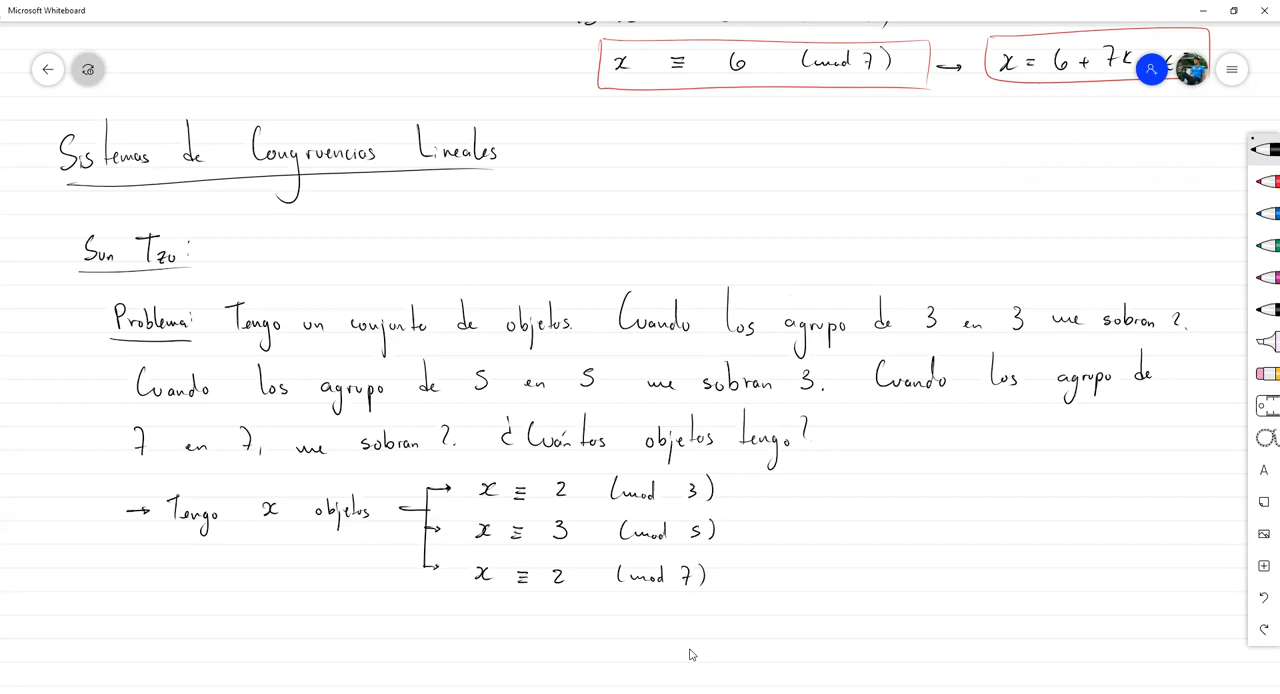 Microsoft Whiteboard
x ≡ 6 (mod 7) → x = 6 + 7k
Sistemas de Congruencias Lineales
Sun Tzu:
Problema: Tengo un conjunto de objetos. Cuando los agrupo de 3 en 3 me sobran 2.
Cuando los agrupo de 5 en 5 me sobran 3. Cuando los agrupo de
7 en 7, me sobran 2. ¿Cuántos objetos tengo?
→ Tengo x objetos
x ≡ 2 (mod 3)
x ≡ 3 (mod 5)
x ≡ 2 (mod 7)